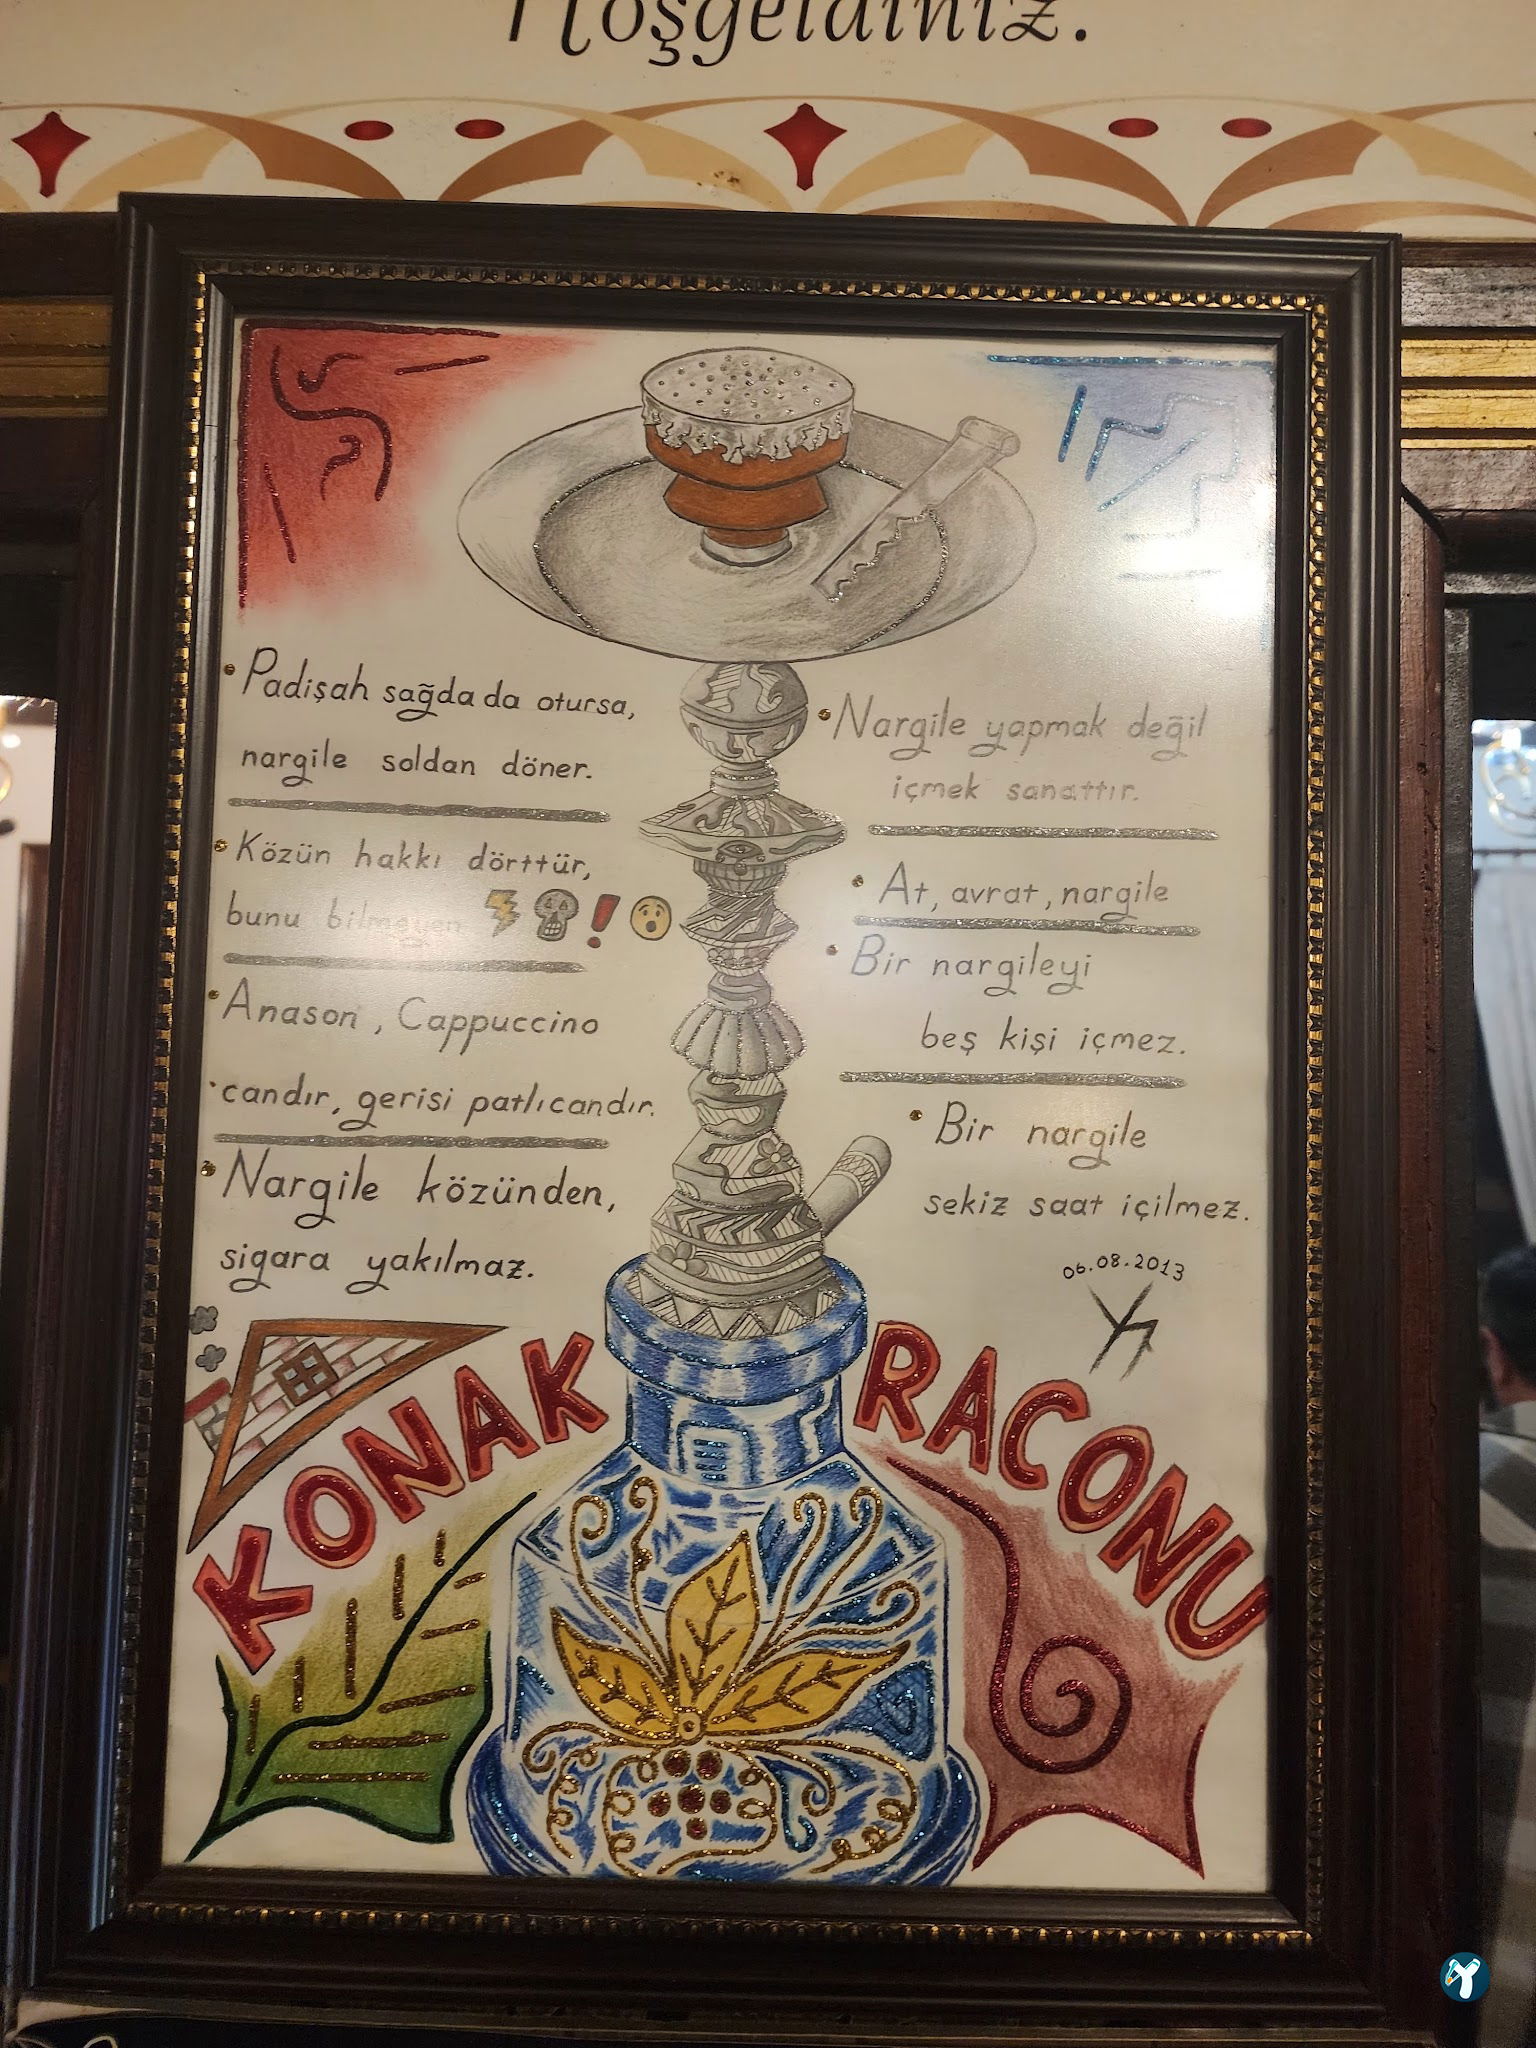 Hoşgeldiniz.
Padişah sağda da otursa,
nargile soldan döner.
Közün hakkı dörttür,
bunu bilmeyen
Anason, Cappuccino
candır, gerisi patlıcandır.
Nargile közünden,
sigara yakılmaz.
Nargile yapmak değil
içmek sanattır.
At, avrat, nargile
Bir nargileyi
beş kişi içmez.
Bir nargile
sekiz saat içilmez.
06.08.2013
KONAK RACONU